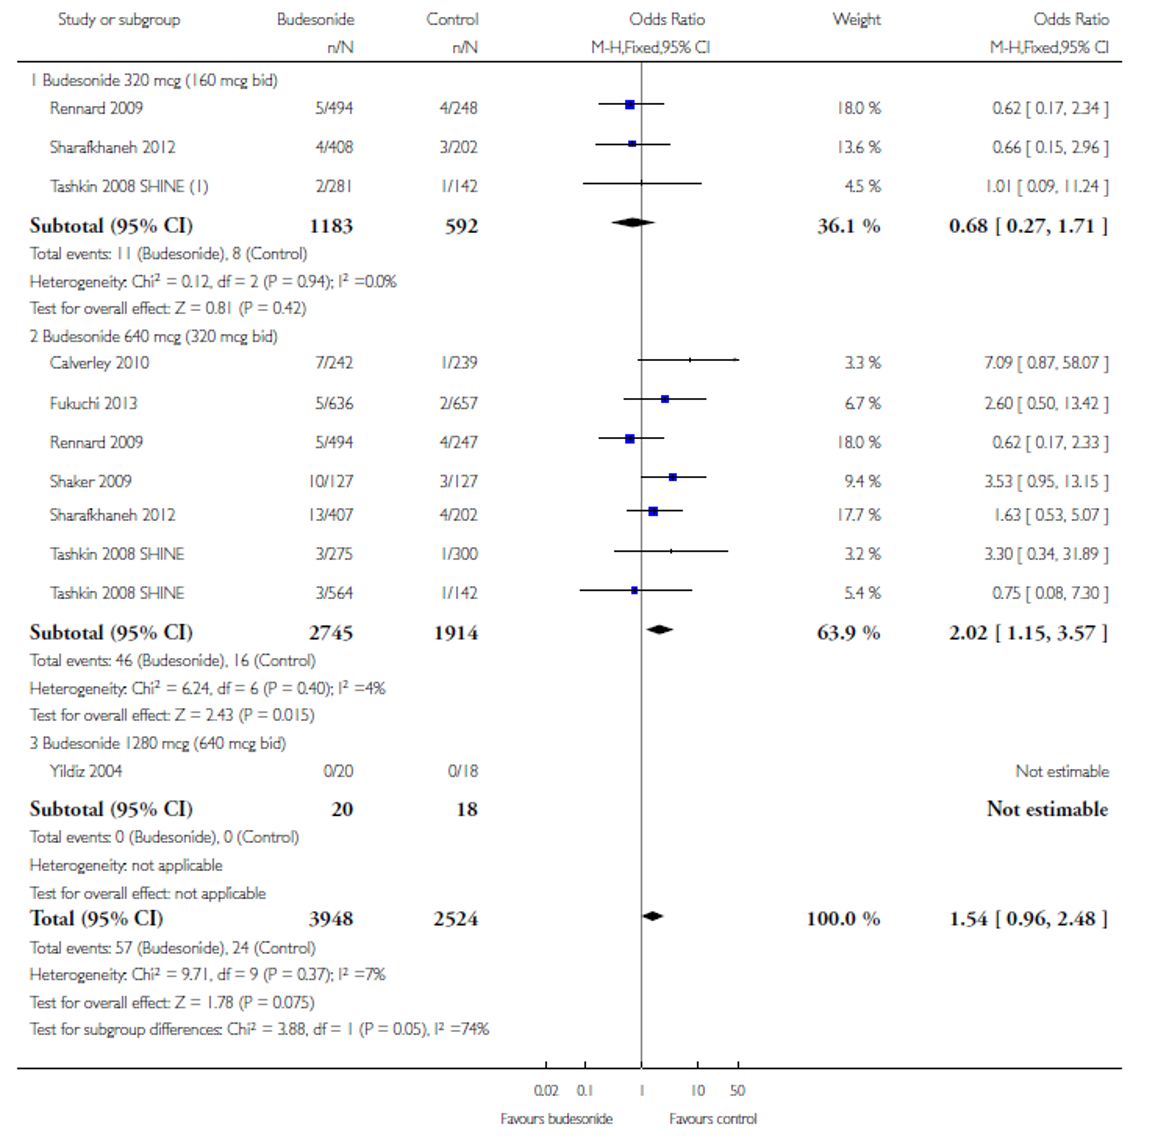 Study or subgroup Budesonide Control Odds Ratio Weight Odds Ratio
n/N n/N M-H,Fixed,95% CI M-H,Fixed,95% CI
1 Budesonide 320 mcg (160 mcg bid)
Rennard 2009 5/494 4/248 18.0 % 0.62 [ 0.17, 2.34 ]
Sharafkhaneh 2012 4/408 3/202 13.6 % 0.66 [ 0.15, 2.96 ]
Tashkin 2008 SHINE (1) 2/281 1/142 4.5 % 1.01 [ 0.09, 11.24 ]
Subtotal (95% CI) 1183 592 36.1 % 0.68 [ 0.27, 1.71 ]
Total events: 11 (Budesonide), 8 (Control)
Heterogeneity: Chi² = 0.12, df = 2 (P = 0.94); I² =0.0%
Test for overall effect: Z = 0.81 (P = 0.42)
2 Budesonide 640 mcg (320 mcg bid)
Calverley 2010 7/242 1/239 3.3 % 7.09 [ 0.87, 58.07 ]
Fukuchi 2013 5/636 2/657 6.7 % 2.60 [ 0.50, 13.42 ]
Rennard 2009 5/494 4/247 18.0 % 0.62 [ 0.17, 2.33 ]
Shaker 2009 10/127 3/127 9.4 % 3.53 [ 0.95, 13.15 ]
Sharafkhaneh 2012 13/407 4/202 17.7 % 1.63 [ 0.53, 5.07 ]
Tashkin 2008 SHINE 3/275 1/300 3.2 % 3.30 [ 0.34, 31.89 ]
Tashkin 2008 SHINE 3/564 1/142 5.4 % 0.75 [ 0.08, 7.30 ]
Subtotal (95% CI) 2745 1914 63.9 % 2.02 [ 1.15, 3.57 ]
Total events: 46 (Budesonide), 16 (Control)
Heterogeneity: Chi² = 6.24, df = 6 (P = 0.40); I² =4%
Test for overall effect: Z = 2.43 (P = 0.015)
3 Budesonide 1280 mcg (640 mcg bid)
Yildiz 2004 0/20 0/18 Not estimable
Subtotal (95% CI) 20 18 Not estimable
Total events: 0 (Budesonide), 0 (Control)
Heterogeneity: not applicable
Test for overall effect: not applicable
Total (95% CI) 3948 2524 100.0 % 1.54 [ 0.96, 2.48 ]
Total events: 57 (Budesonide), 24 (Control)
Heterogeneity: Chi² = 9.71, df = 9 (P = 0.37); I² =7%
Test for overall effect: Z = 1.78 (P = 0.075)
Test for subgroup differences: Chi² = 3.88, df = 1 (P = 0.05), I² =74%
0.02 0.1 1 10 50
Favours budesonide Favours control